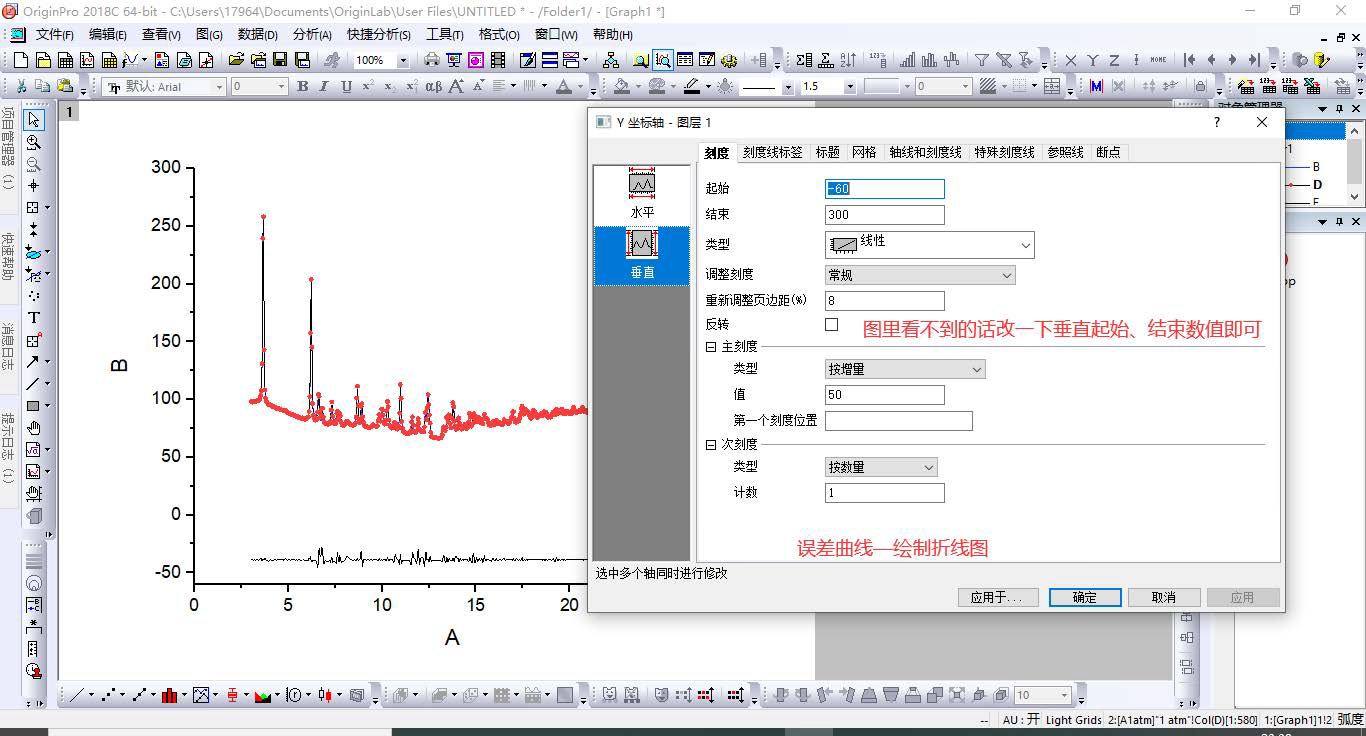 OriginPro 2018C 64-bit - C:\Users\17964\Documents\OriginLab\User Files\UNTITLED * - /Folder1/ - [Graph1 *]
文件(F) 编辑(E) 查看(V) 图(G) 数据(D) 分析(A) 快捷分析(S) 工具(T) 格式(O) 窗口(W) 帮助(H)
100%
HOME
默认: Arial 0 B I U αβ A A A 1.5 0
项目管理器 (1)
快速帮助
消息日志
提示日志 (1)
1
300
250
200
150
100
50
0
-50
B
0 5 10 15 20
A
Y 坐标轴 - 图层 1
?
刻度 刻度线标签 标题 网格 轴线和刻度线 特殊刻度线 参照线 断点
水平
垂直
起始 -60
结束 300
类型 线性
调整刻度 常规
重新调整页边距(%) 8
反转
图里看不到的话改一下垂直起始、结束数值即可
主刻度
类型 按增量
值 50
第一个刻度位置
次刻度
类型 按数量
计数 1
误差曲线—绘制折线图
选中多个轴同时进行修改
应用于... 确定 取消 应用
对象管理器
B
D
10
-- AU : 开 Light Grids 2:[A1atm]"1 atm"!Col(D)[1:580] 1:[Graph1]1!2 弧度